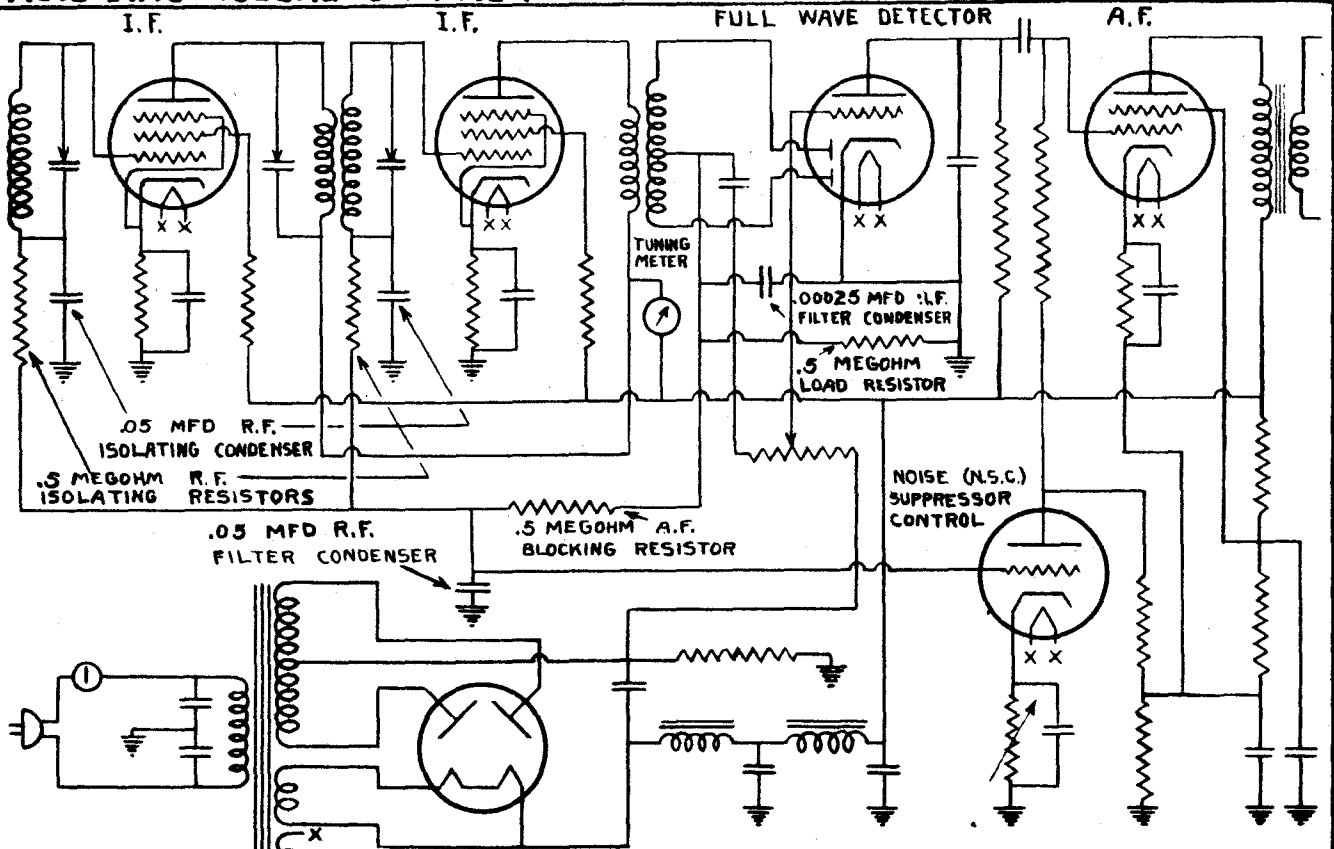 I.F.
I.F.
FULL WAVE DETECTOR
A.F.
X X
X X
X X
X X
TUNING
METER
.00025 MFD I.F.
FILTER CONDENSER
.5 MEGOHM
LOAD RESISTOR
.05 MFD R.F.
ISOLATING CONDENSER
.5 MEGOHM R.F.
ISOLATING RESISTORS
.05 MFD R.F.
FILTER CONDENSER
.5 MEGOHM A.F.
BLOCKING RESISTOR
NOISE (N.S.C.)
SUPPRESSOR
CONTROL
X X
X